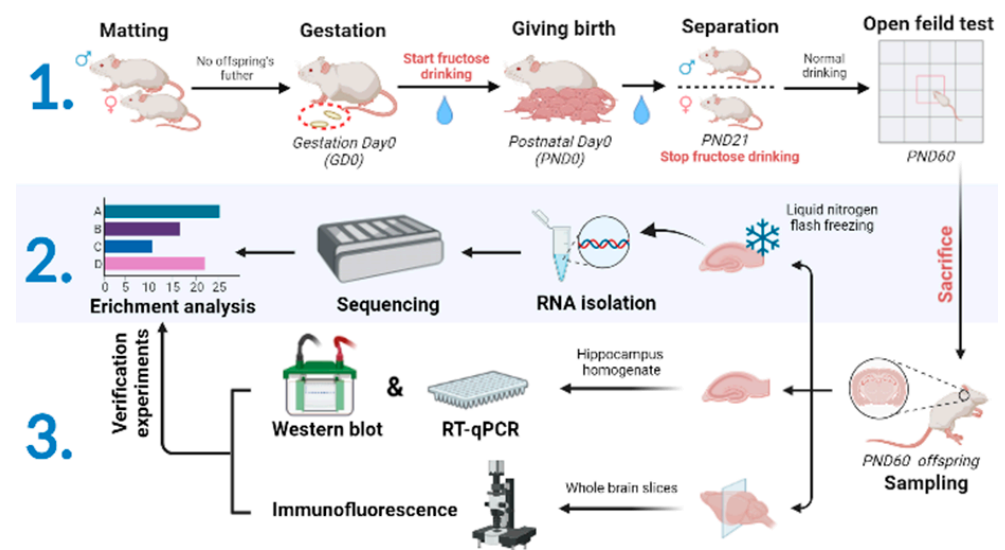 1.
Matting
No offspring's
futher
Gestation
Gestation Day0
(GD0)
Start fructose
drinking
Giving birth
Postnatal Day0
(PND0)
Separation
PND21
Stop fructose drinking
Normal
drinking
Open feild test
PND60
Sacrifice
2.
A
B
C
D
0 5 10 15 20 25
Erichment analysis
Sequencing
RNA isolation
Liquid nitrogen
flash freezing
3.
Verification
experiments
Western blot
&
RT-qPCR
Hippocampus
homogenate
Immunofluorescence
Whole brain slices
PND60 offspring
Sampling